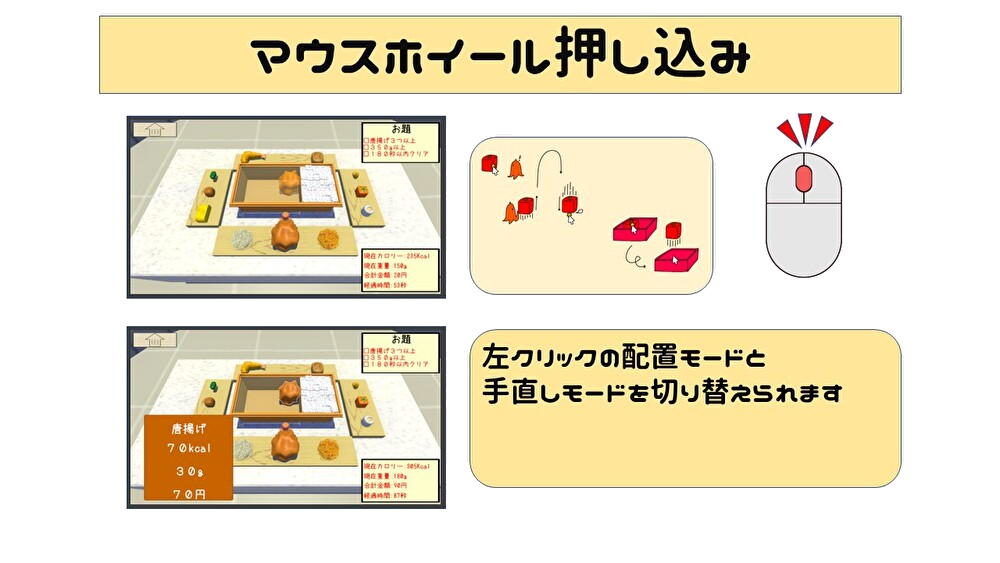 マウスホイール押し込み
お題
□唐揚げ3つ以上
□350g以上
□180秒以内クリア
現在カロリー:235Kcal
現在重量:150g
合計金額:20円
経過時間:53秒
お題
□唐揚げ3つ以上
□350g以上
□180秒以内クリア
唐揚げ
70kcal
30g
70円
現在カロリー:305Kcal
現在重量:180g
合計金額:90円
経過時間:87秒
左クリックの配置モードと
手直しモードを切り替えられます